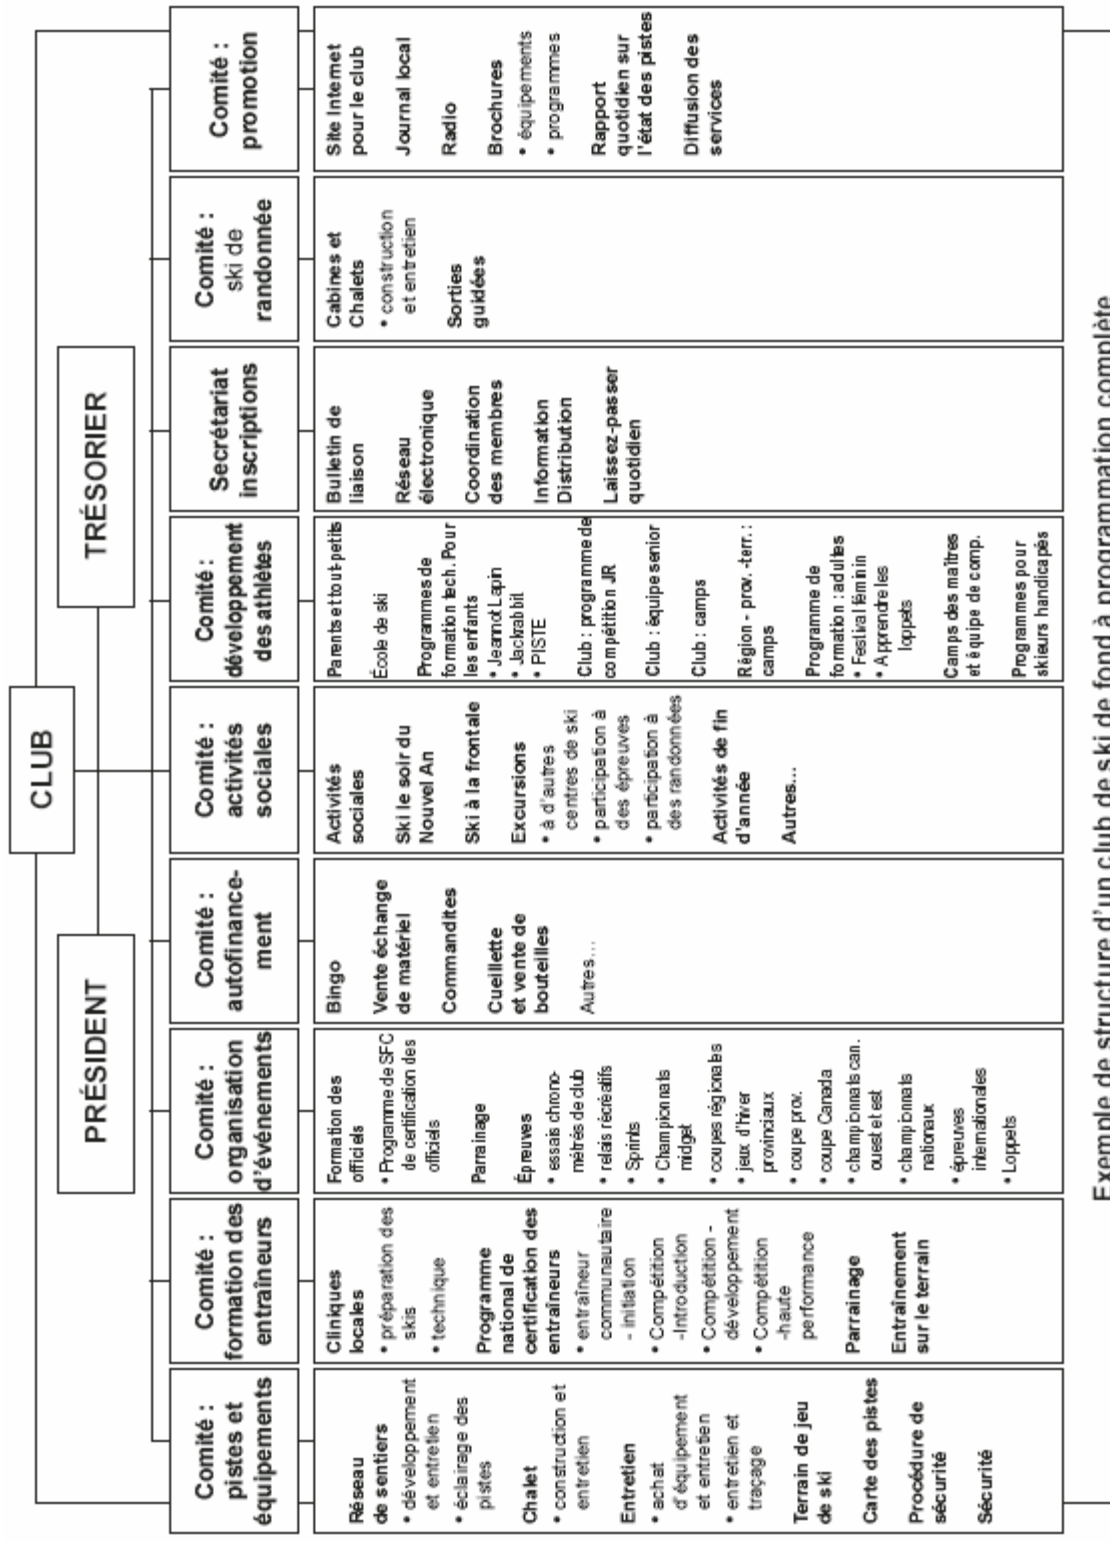 CLUB
PRÉSIDENT
TRÉSORIER
Comité :
pistes et
équipements
Réseau
de sentiers
• développement
et entretien
• éclairage des
pistes
Chalet
• construction et
entretien
Entretien
• achat
d'équipement
et entretien
• entretien et
traçage
Terrain de jeu
de ski
Carte des pistes
Procédure de
sécurité
Sécurité
Comité :
formation des
entraîneurs
Cliniques
locales
• préparation des
skis
• technique
Programme
national de
certification des
entraîneurs
• entraîneur
communautaire
- initiation
• Compétition
-Introduction
• Compétition -
développement
• Compétition
-haute
performance
Parrainage
Entraînement
sur le terrain
Comité :
organisation
d'événements
Formation des
officiels
• Programme de SFC
de certification des
officiels
Parrainage
Épreuves
• essais chrono-
métrés de club
• relais récréatifs
• Sprints
• Championnats
midget
• coupes régionales
• jeux d'hiver
provinciaux
• coupe prov.
• coupe Canada
• championnats can.
ouest et est
• championnats
nationaux
• épreuves
internationales
• Loppets
Comité :
autofinance-
ment
Bingo
Vente échange
de matériel
Commandites
Cueillette
et vente de
bouteilles
Autres...
Comité :
activités
sociales
Activités
sociales
Ski le soir du
Nouvel An
Ski à la frontale
Excursions
• à d'autres
centres de ski
• participation à
des épreuves
• participation à
des randonnées
Activités de fin
d'année
Autres...
Comité :
développement
des athlètes
Parents et tout-petits
École de ski
Programmes de
formation tech. Pour
les enfants
• Jeannot Lapin
• Jackrabbit
• PISTE
Club : programme de
compétition JR
Club : équipe senior
Club : camps
Région - prov. -terr. :
camps
Programme de
formation : adultes
• Festival féminin
• Apprendre les
loppets
Camps des maîtres
et équipe de comp.
Programmes pour
skieurs handicapés
Secrétariat
inscriptions
Bulletin de
liaison
Réseau
électronique
Coordination
des membres
Information
Distribution
Laissez-passer
quotidien
Comité :
ski de
randonnée
Cabines et
Chalets
• construction
et entretien
Sorties
guidées
Comité :
promotion
Site Internet
pour le club
Journal local
Radio
Brochures
• équipements
• programmes
Rapport
quotidien sur
l'état des pistes
Diffusion des
services
Exemple de structure d'un club de ski de fond à programmation complète